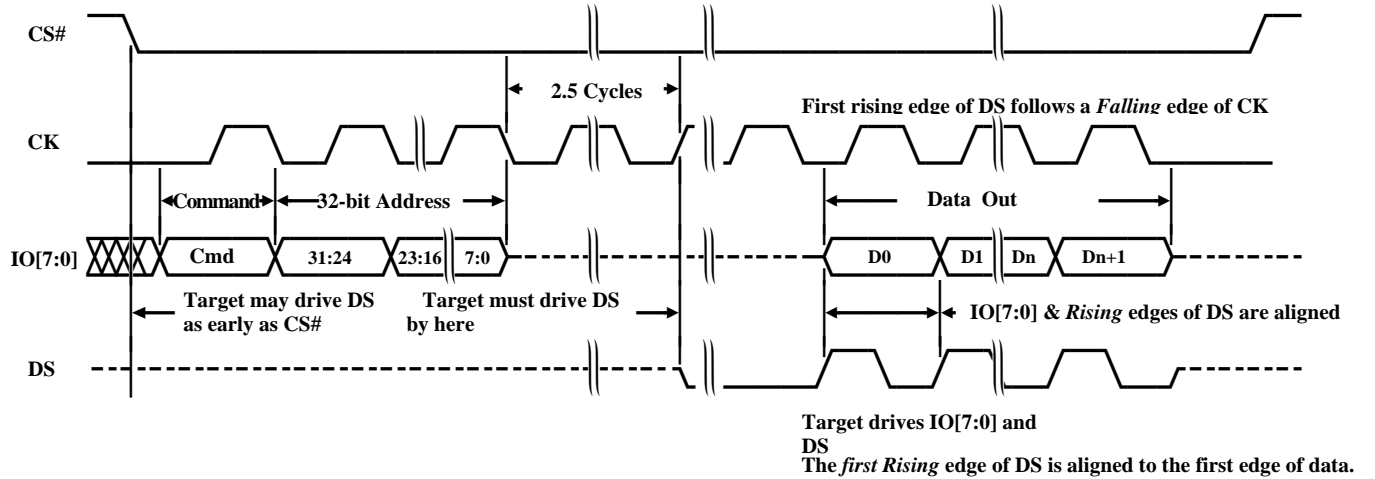 CS#
2.5 Cycles
First rising edge of DS follows a Falling edge of CK
CK
Command
32-bit Address
Data Out
IO[7:0]
Cmd
31:24
23:16
7:0
D0
D1
Dn
Dn+1
Target may drive DS
as early as CS#
Target must drive DS
by here
IO[7:0] & Rising edges of DS are aligned
DS
Target drives IO[7:0] and
DS
The first Rising edge of DS is aligned to the first edge of data.